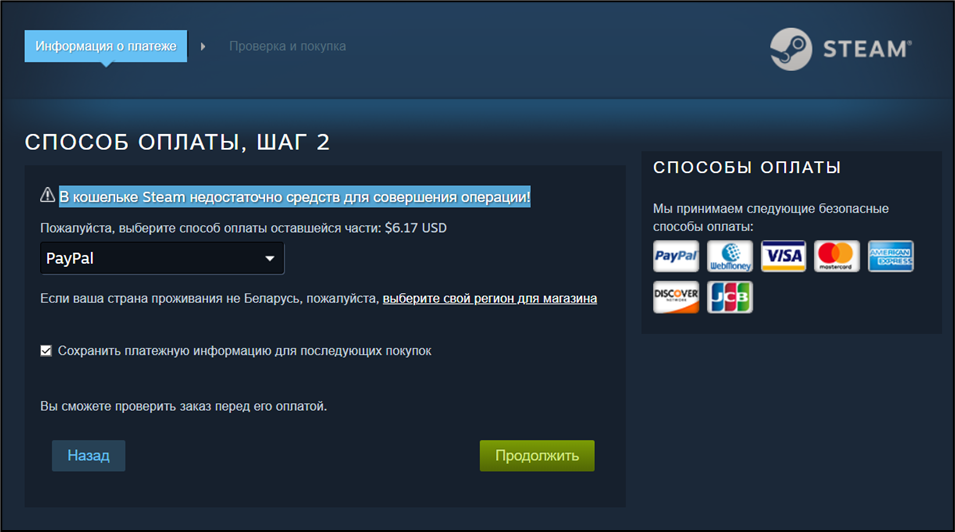 Информация о платеже
Проверка и покупка
STEAM®
СПОСОБ ОПЛАТЫ, ШАГ 2
В кошельке Steam недостаточно средств для совершения операции!
Пожалуйста, выберите способ оплаты оставшейся части: $6.17 USD
PayPal
Если ваша страна проживания не Беларусь, пожалуйста, выберите свой регион для магазина
Сохранить платежную информацию для последующих покупок
Вы сможете проверить заказ перед его оплатой.
Назад
Продолжить
СПОСОБЫ ОПЛАТЫ
Мы принимаем следующие безопасные
способы оплаты:
PayPal
WebMoney
VISA
mastercard
AMERICAN
EXPRESS
DISCOVER
NETWORK
JCB